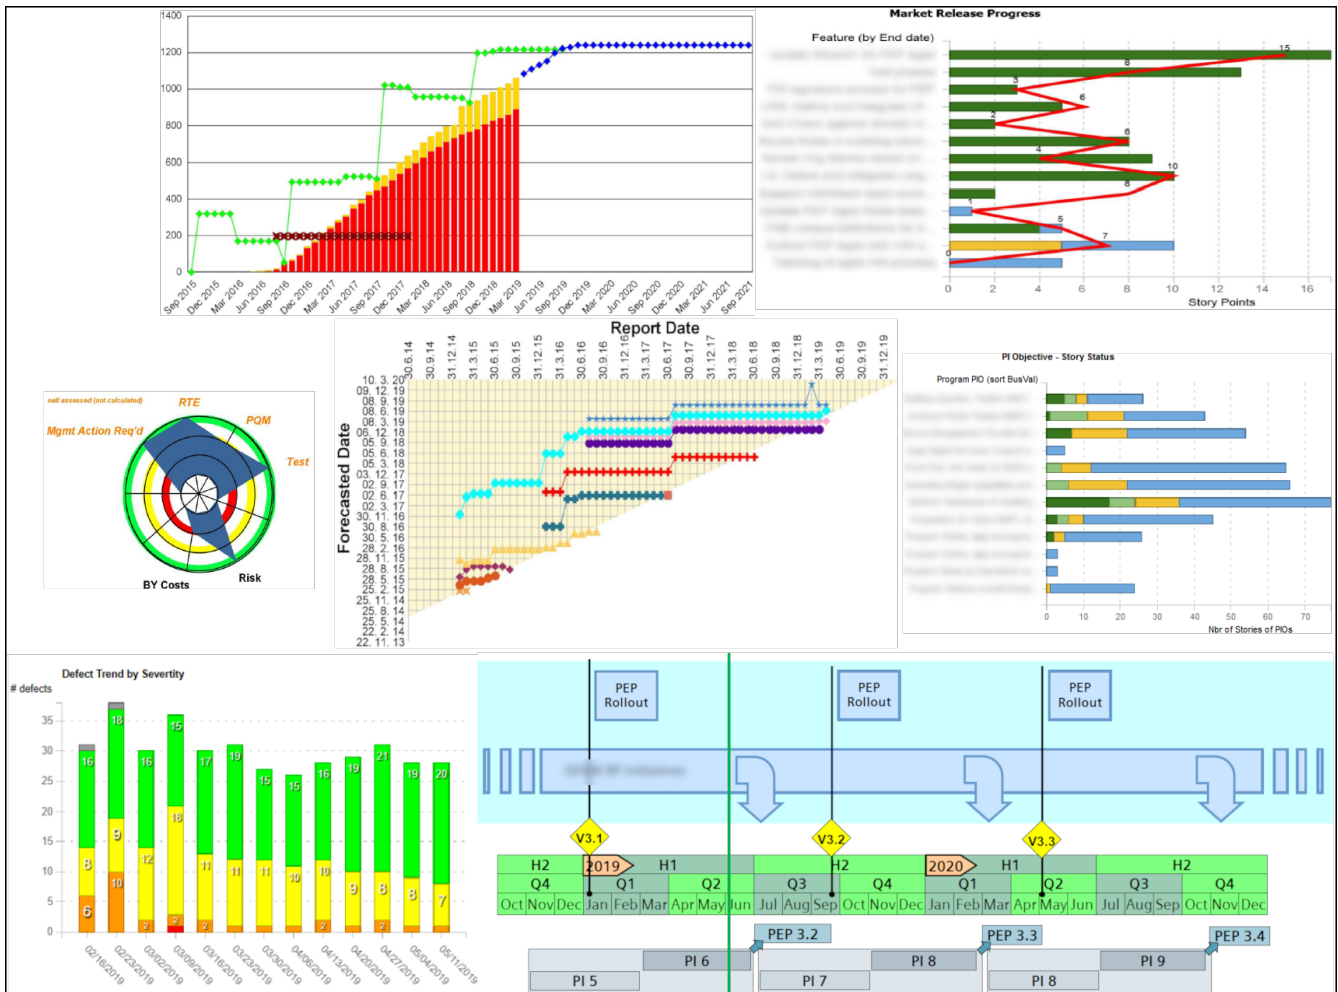 1400
1200
1000
800
600
400
200
0
Sep 2015
Dec 2015
Mar 2016
Jun 2016
Sep 2016
Dec 2016
Mar 2017
Jun 2017
Sep 2017
Dec 2017
Mar 2018
Jun 2018
Sep 2018
Dec 2018
Mar 2019
Jun 2019
Sep 2019
Dec 2019
Mar 2020
Jun 2020
Sep 2020
Dec 2020
Mar 2021
Jun 2021
Sep 2021
Market Release Progress
Feature (by End date)
15
8
3
6
2
8
4
10
8
1
5
7
0
0 2 4 6 8 10 12 14 16
Story Points
self assessed (not calculated)
RTE
Mgmt Action Req'd
PQM
Test
BY Costs
Risk
Report Date
30.6.14
30.9.14
31.12.14
31.3.15
30.6.15
30.9.15
31.12.15
31.3.16
30.6.16
30.9.16
31.12.16
31.3.17
30.6.17
30.9.17
31.12.17
31.3.18
30.6.18
30.9.18
31.12.18
31.3.19
30.6.19
30.9.19
31.12.19
Forecasted Date
10. 3. 20
09. 12. 19
08. 9. 19
08. 6. 19
08. 3. 19
06. 12. 18
05. 9. 18
05. 6. 18
05. 3. 18
03. 12. 17
02. 9. 17
02. 6. 17
30. 11. 16
30. 8. 16
30. 5. 16
28. 2. 16
28. 11. 15
28. 8. 15
28. 5. 15
25. 2. 15
25. 11. 14
25. 8. 14
25. 5. 14
22. 2. 14
22. 11. 13
PI Objective - Story Status
Program PIO (sort BusVal)
0 10 20 30 40 50 60 70
Nbr of Stories of PIOs
Defect Trend by Severtity
# defects
35
30
25
20
15
10
5
0
16 18 15 17 19 15 15 16 19 21 19 20
14
8 9 12 18 11 12 11 10 12 9 8 8 7
6 10 2 2 2 2 2
02/16/2019
02/23/2019
03/02/2019
03/09/2019
03/16/2019
03/23/2019
03/30/2019
04/06/2019
04/13/2019
04/20/2019
04/27/2019
05/04/2019
05/11/2019
PEP
Rollout
PEP
Rollout
PEP
Rollout
V3.1
V3.2
V3.3
H2 2019 H1 H2 2020 H1 H2
Q4 Q1 Q2 Q3 Q4 Q1 Q2 Q3 Q4
Oct Nov Dec Jan Feb Mar Apr May Jun Jul Aug Sep Oct Nov Dec Jan Feb Mar Apr May Jun Jul Aug Sep Oct Nov Dec
PEP 3.2
PEP 3.3
PEP 3.4
PI 6
PI 8
PI 9
PI 5
PI 7
PI 8